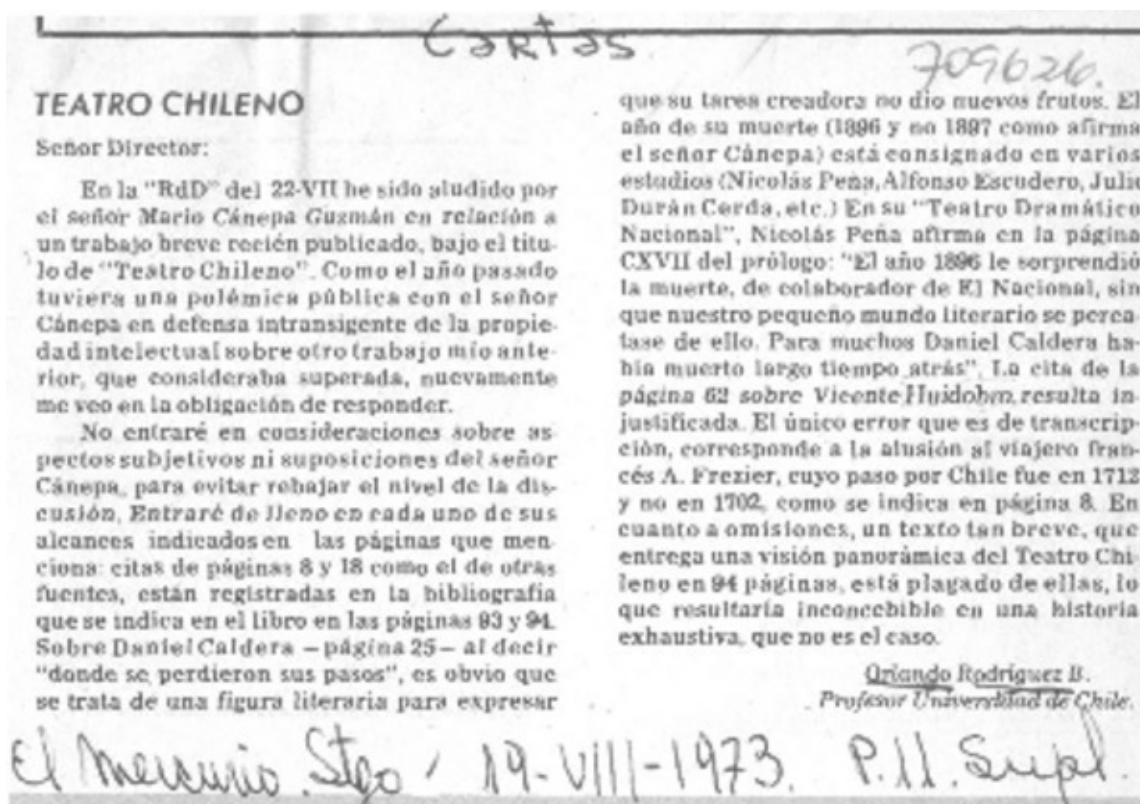 Cartas
709626.
TEATRO CHILENO
Señor Director:
En la "RdD" del 22-VII he sido aludido por
el señor Mario Cánepa Guzmán en relación a
un trabajo breve recién publicado, bajo el títu-
lo de "Teatro Chileno". Como el año pasado
tuviera una polémica pública con el señor
Cánepa en defensa intransigente de la propie-
dad intelectual sobre otro trabajo mío ante-
rior, que consideraba superada, nuevamente
me veo en la obligación de responder.
No entraré en consideraciones sobre as-
pectos subjetivos ni suposiciones del señor
Cánepa, para evitar rebajar el nivel de la dis-
cusión. Entraré de lleno en cada uno de sus
alcances indicados en las páginas que men-
ciona: citas de páginas 8 y 18 como el de otras
fuentes, están registradas en la bibliografía
que se indica en el libro en las páginas 93 y 94.
Sobre Daniel Caldera —página 25— al decir
"donde se perdieron sus pasos", es obvio que
se trata de una figura literaria para expresar
que su tarea creadora no dio nuevos frutos. El
año de su muerte (1896 y no 1897 como afirma
el señor Cánepa) está consignado en varios
estudios (Nicolás Peña, Alfonso Escudero, Julio
Durán Cerda, etc.) En su "Teatro Dramático
Nacional", Nicolás Peña afirma en la página
CXVII del prólogo: "El año 1896 le sorprendió
la muerte, de colaborador de El Nacional, sin
que nuestro pequeño mundo literario se perca-
tase de ello. Para muchos Daniel Caldera ha-
bía muerto largo tiempo atrás". La cita de la
página 62 sobre Vicente Huidobro, resulta in-
justificada. El único error que es de transcrip-
ción, corresponde a la alusión al viajero fran-
cés A. Frezier, cuyo paso por Chile fue en 1712
y no en 1702, como se indica en página 8. En
cuanto a omisiones, un texto tan breve, que
entrega una visión panorámica del Teatro Chi-
leno en 94 páginas, está plagado de ellas, lo
que resultaría inconcebible en una historia
exhaustiva, que no es el caso.
Orlando Rodríguez B.
Profesor Universidad de Chile.
El Mercurio. Stgo, 19-VIII-1973. P.11. Supl.